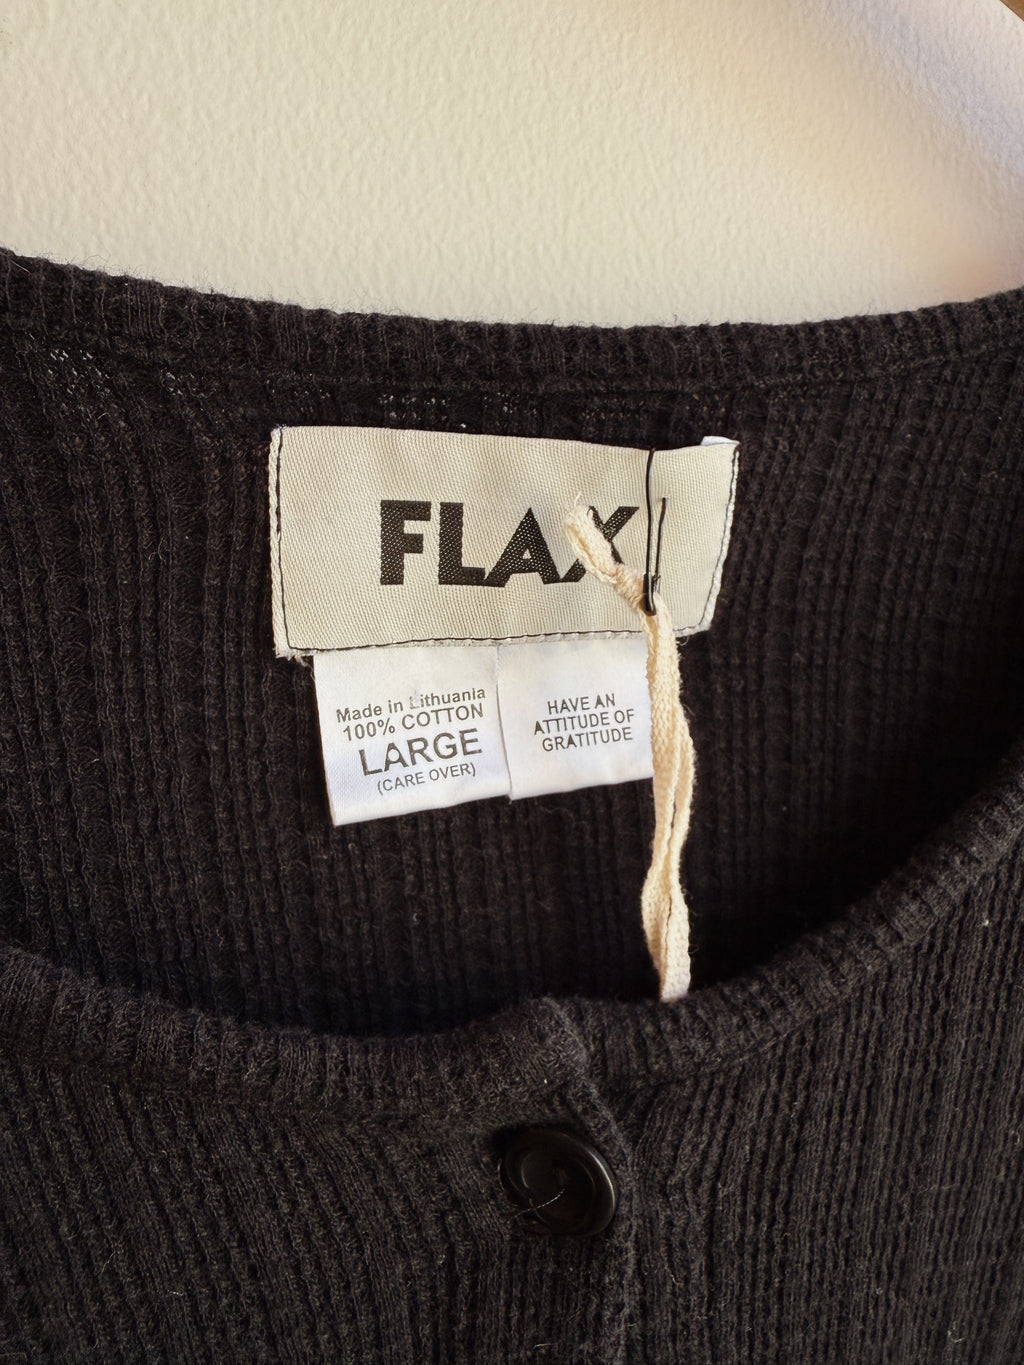 FLAX
Made in Lithuania
100% COTTON
LARGE
(CARE OVER)
HAVE AN
ATTITUDE OF
GRATITUDE